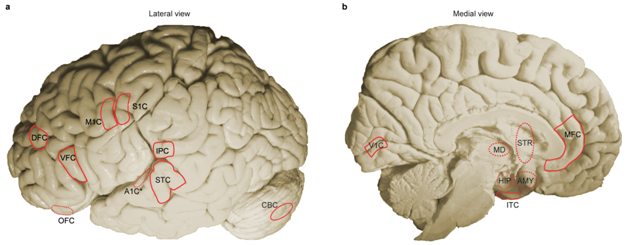 a
Lateral view
S1C
M1C
DFC
VFC
IPC
STC
A1C*
OFC
CBC
b
Medial view
V1C
MD
STR
MFC
HIP
AMY
ITC